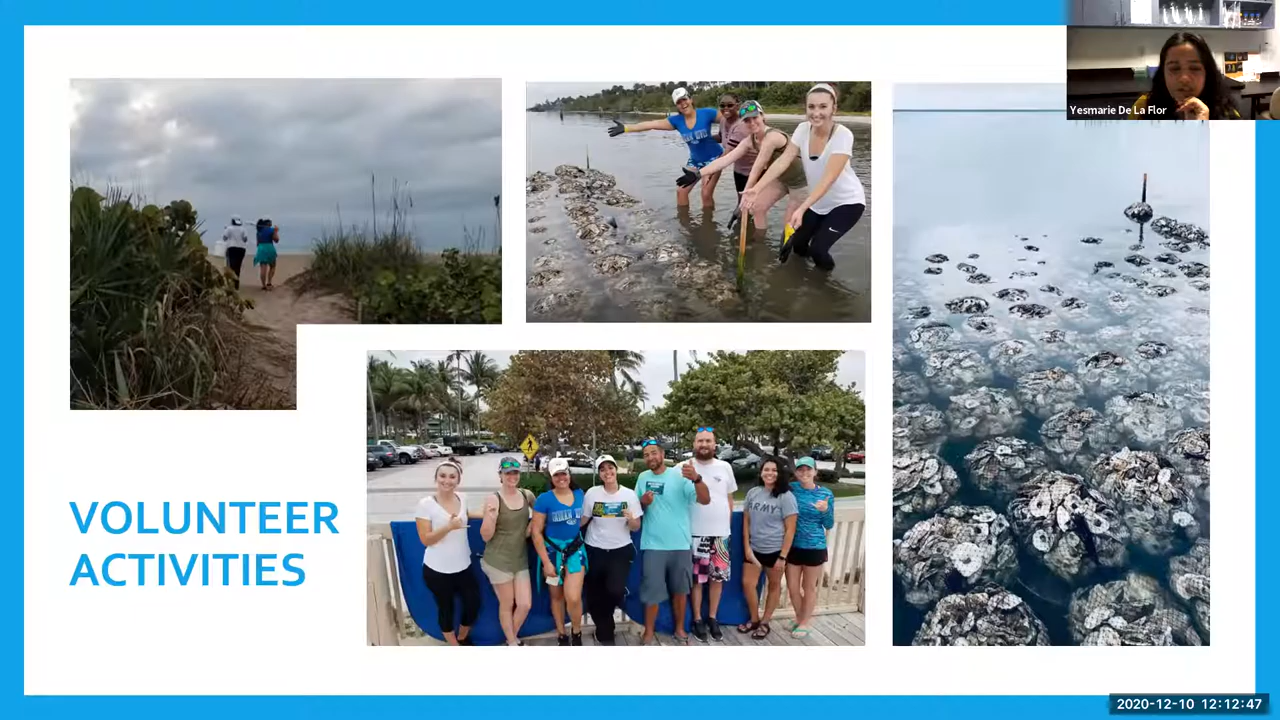 Yesmarie De La Flor
VOLUNTEER
ACTIVITIES
ARMY
2020-12-10 12:12:47